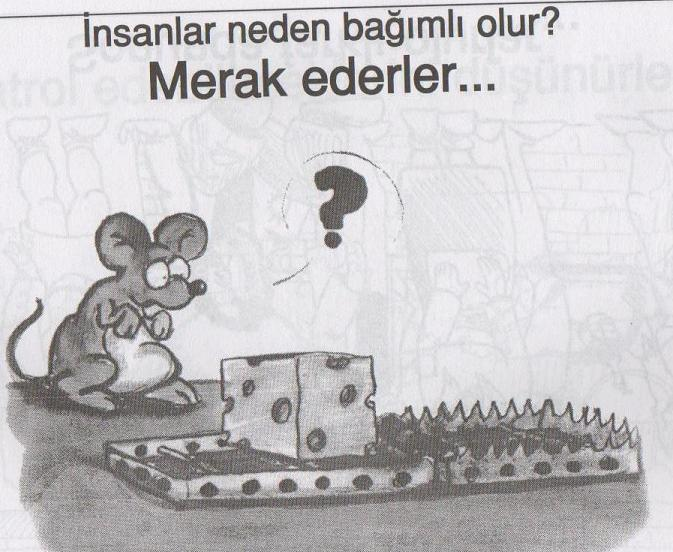 İnsanlar neden bağımlı olur?
Merak ederler...
?